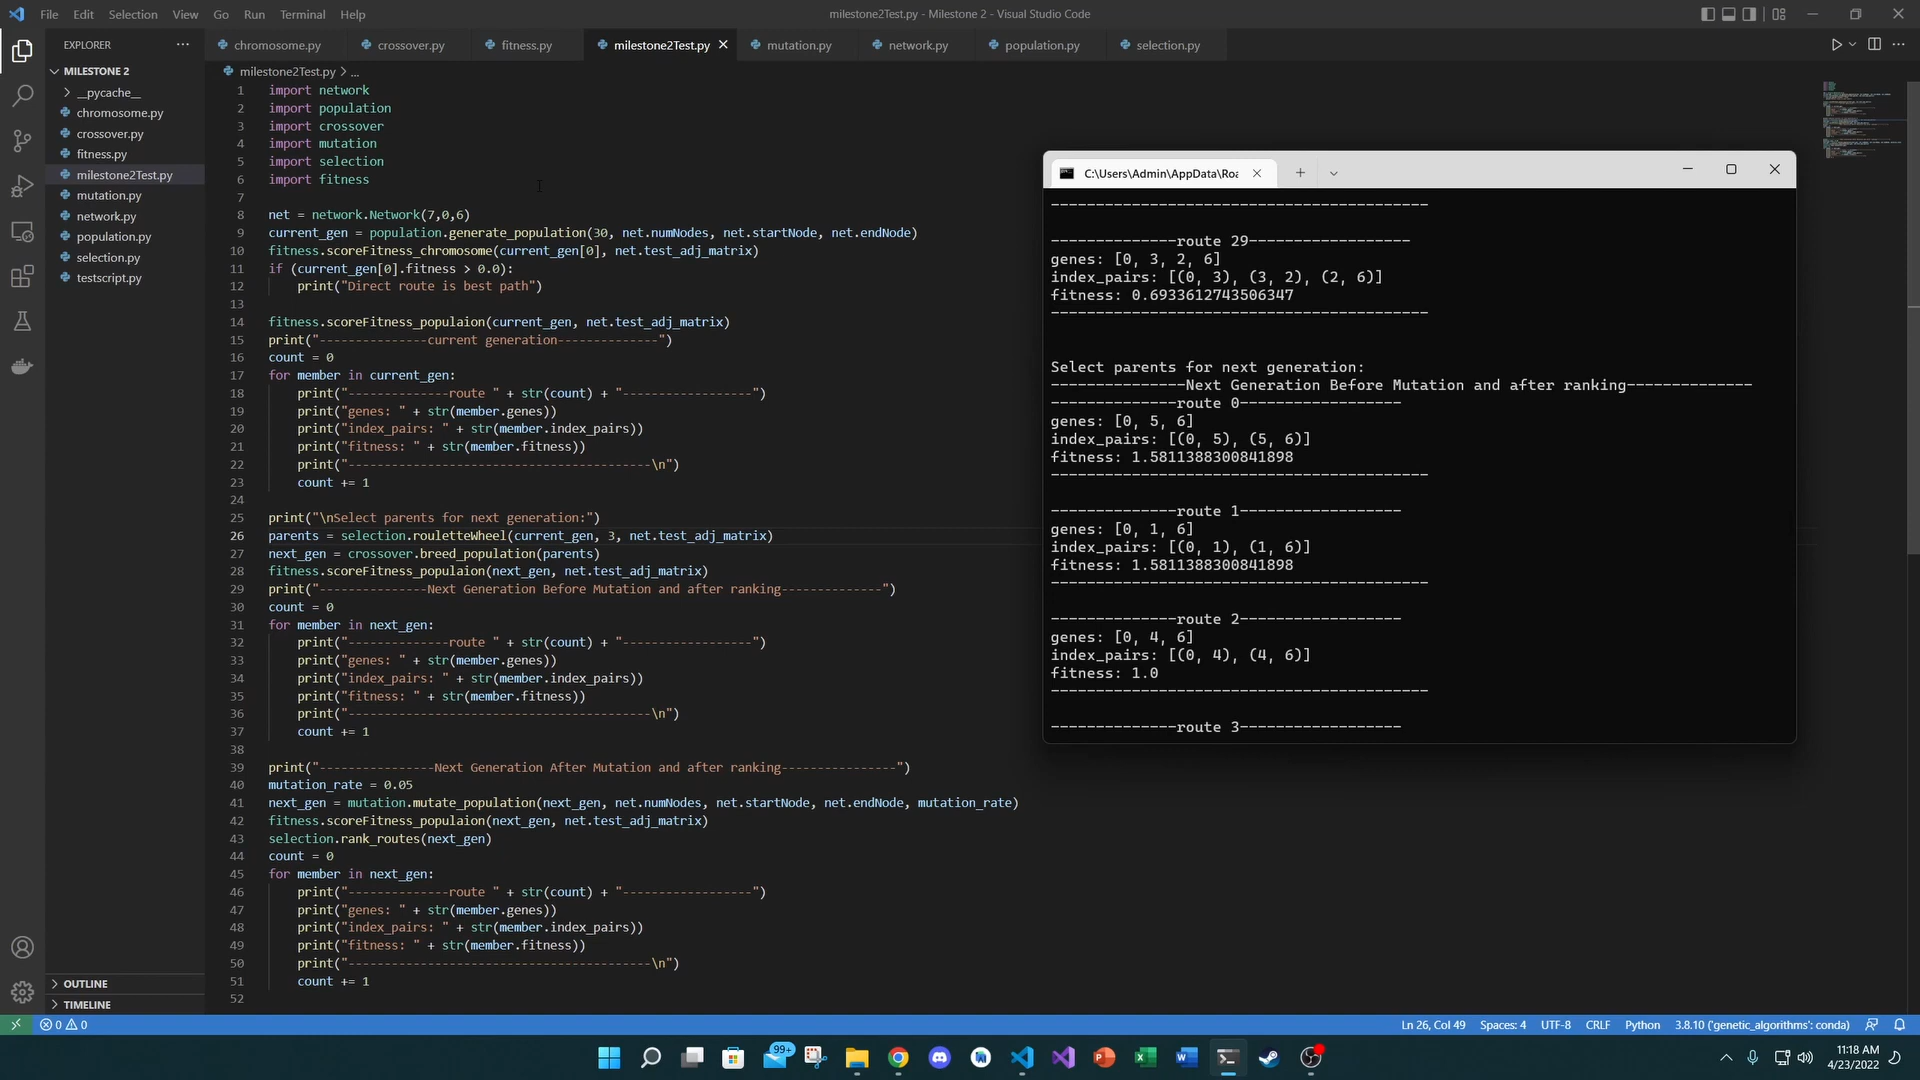 File Edit Selection View Go Run Terminal Help
milestone2Test.py - Milestone 2 - Visual Studio Code
EXPLORER
MILESTONE 2
__pycache__
chromosome.py
crossover.py
fitness.py
milestone2Test.py
mutation.py
network.py
population.py
selection.py
testscript.py
OUTLINE
TIMELINE
chromosome.py crossover.py fitness.py milestone2Test.py mutation.py network.py population.py selection.py
milestone2Test.py > ...
1 import network
2 import population
3 import crossover
4 import mutation
5 import selection
6 import fitness
7
8 net = network.Network(7,0,6)
9 current_gen = population.generate_population(30, net.numNodes, net.startNode, net.endNode)
10 fitness.scoreFitness_chromosome(current_gen[0], net.test_adj_matrix)
11 if (current_gen[0].fitness > 0.0):
12 print("Direct route is best path")
13
14 fitness.scoreFitness_populaion(current_gen, net.test_adj_matrix)
15 print("---------------current generation--------------")
16 count = 0
17 for member in current_gen:
18 print("--------------route " + str(count) + "------------------")
19 print("genes: " + str(member.genes))
20 print("index_pairs: " + str(member.index_pairs))
21 print("fitness: " + str(member.fitness))
22 print("------------------------------------------\n")
23 count += 1
24
25 print("\nSelect parents for next generation:")
26 parents = selection.rouletteWheel(current_gen, 3, net.test_adj_matrix)
27 next_gen = crossover.breed_population(parents)
28 fitness.scoreFitness_populaion(next_gen, net.test_adj_matrix)
29 print("---------------Next Generation Before Mutation and after ranking--------------")
30 count = 0
31 for member in next_gen:
32 print("--------------route " + str(count) + "------------------")
33 print("genes: " + str(member.genes))
34 print("index_pairs: " + str(member.index_pairs))
35 print("fitness: " + str(member.fitness))
36 print("------------------------------------------\n")
37 count += 1
38
39 print("----------------Next Generation After Mutation and after ranking----------------")
40 mutation_rate = 0.05
41 next_gen = mutation.mutate_population(next_gen, net.numNodes, net.startNode, net.endNode, mutation_rate)
42 fitness.scoreFitness_populaion(next_gen, net.test_adj_matrix)
43 selection.rank_routes(next_gen)
44 count = 0
45 for member in next_gen:
46 print("--------------route " + str(count) + "------------------")
47 print("genes: " + str(member.genes))
48 print("index_pairs: " + str(member.index_pairs))
49 print("fitness: " + str(member.fitness))
50 print("------------------------------------------\n")
51 count += 1
52
C:\Users\Admin\AppData\Roa
------------------------------------------
--------------route 29------------------
genes: [0, 3, 2, 6]
index_pairs: [(0, 3), (3, 2), (2, 6)]
fitness: 0.6933612743506347
------------------------------------------
Select parents for next generation:
---------------Next Generation Before Mutation and after ranking--------------
--------------route 0------------------
genes: [0, 5, 6]
index_pairs: [(0, 5), (5, 6)]
fitness: 1.5811388300841898
------------------------------------------
--------------route 1------------------
genes: [0, 1, 6]
index_pairs: [(0, 1), (1, 6)]
fitness: 1.5811388300841898
------------------------------------------
--------------route 2------------------
genes: [0, 4, 6]
index_pairs: [(0, 4), (4, 6)]
fitness: 1.0
------------------------------------------
--------------route 3------------------
0 0
Ln 26, Col 49 Spaces: 4 UTF-8 CRLF Python 3.8.10 ('genetic_algorithms': conda)
99+
11:18 AM
4/23/2022